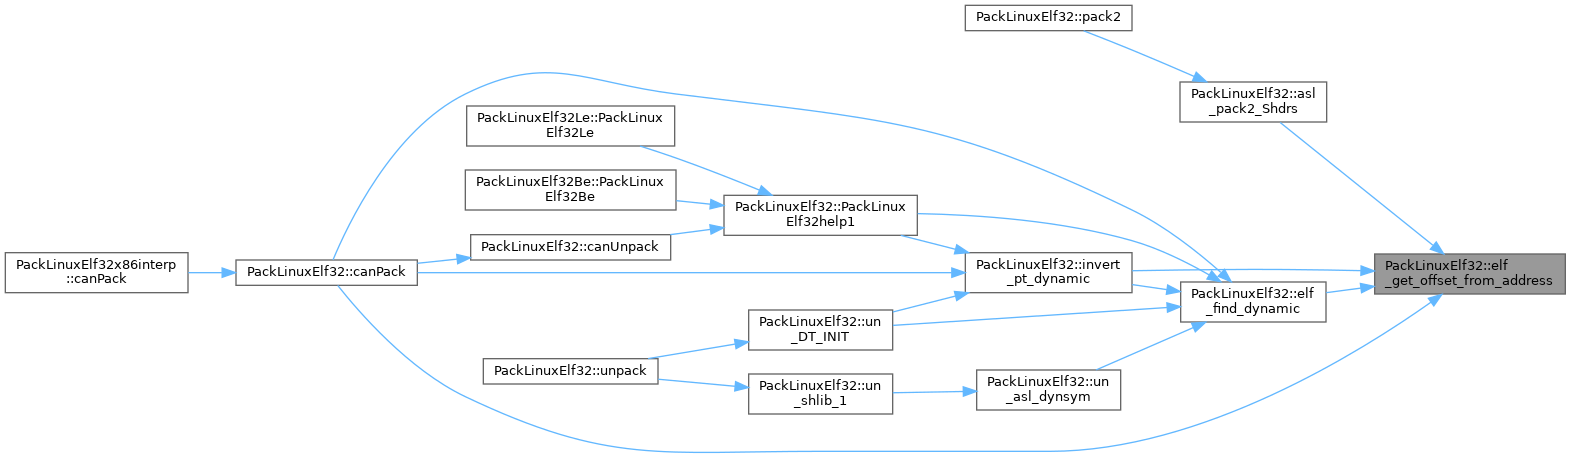 PackLinuxElf32::pack2
PackLinuxElf32::asl
_pack2_Shdrs
PackLinuxElf32Le::PackLinux
Elf32Le
PackLinuxElf32Be::PackLinux
Elf32Be
PackLinuxElf32::PackLinux
Elf32help1
PackLinuxElf32::canUnpack
PackLinuxElf32x86interp
::canPack
PackLinuxElf32::canPack
PackLinuxElf32::invert
_pt_dynamic
PackLinuxElf32::elf
_get_offset_from_address
PackLinuxElf32::elf
_find_dynamic
PackLinuxElf32::un
_DT_INIT
PackLinuxElf32::unpack
PackLinuxElf32::un
_shlib_1
PackLinuxElf32::un
_asl_dynsym